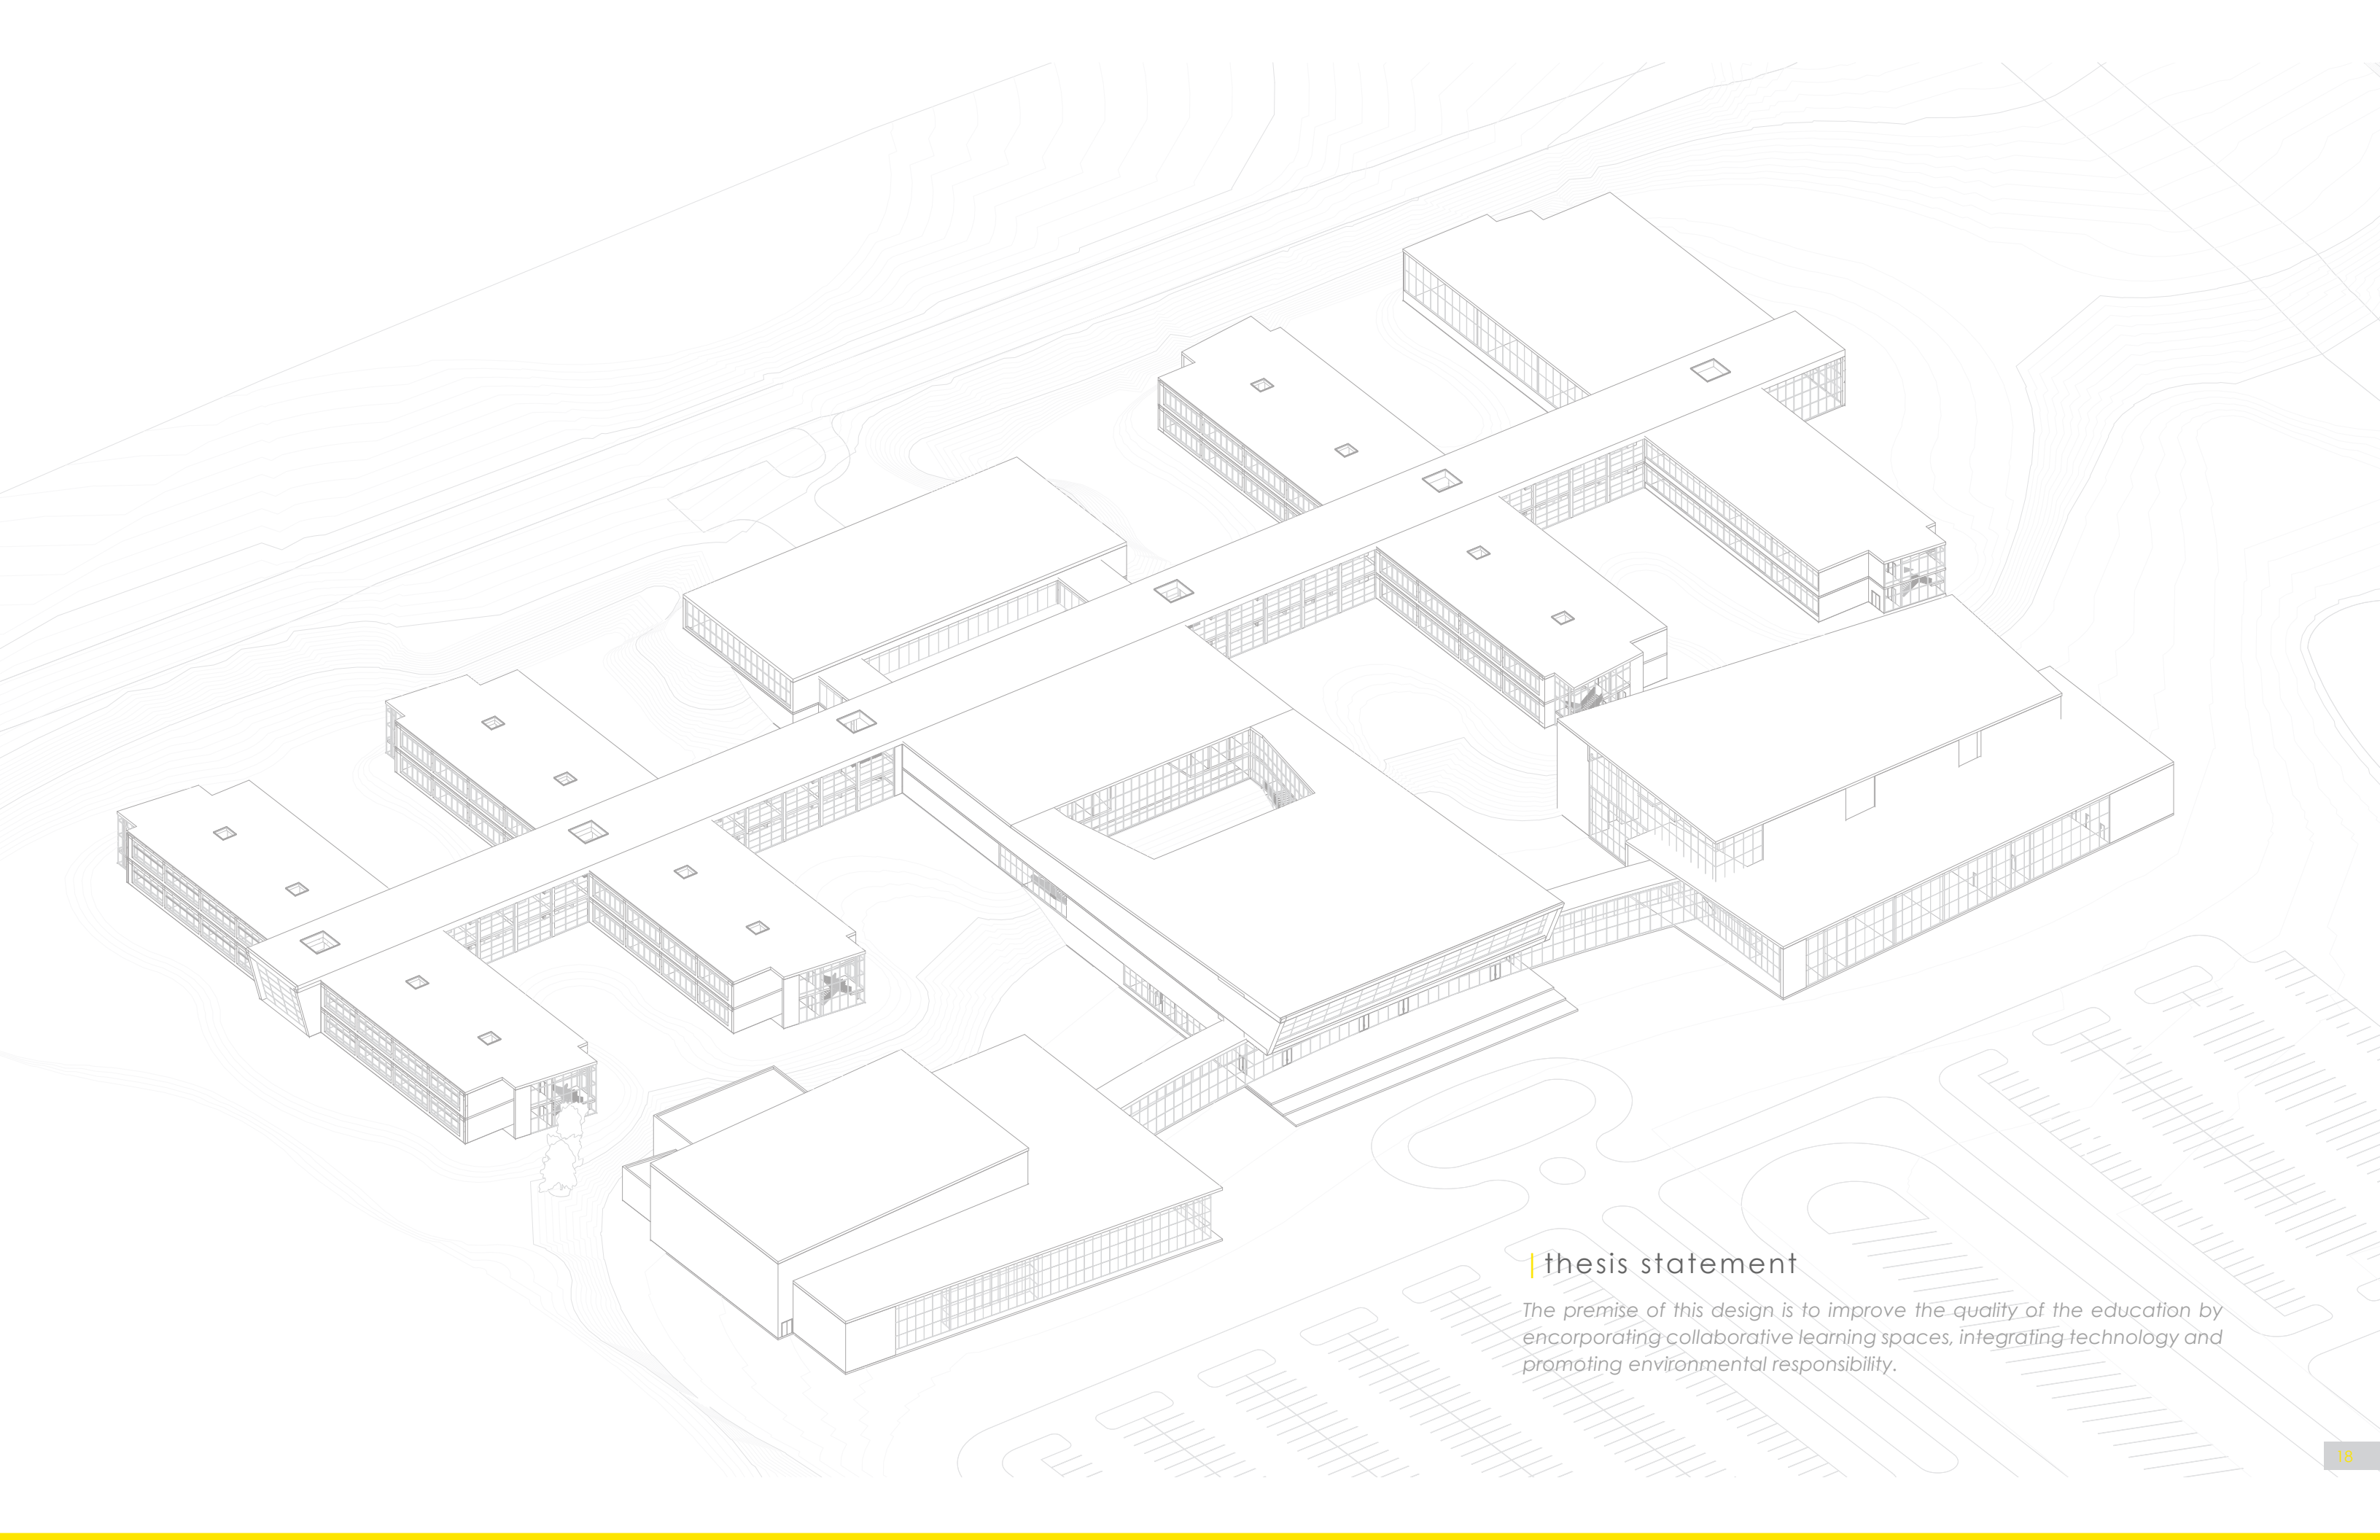 thesis statement
The premise of this design is to improve the quality of the education by
encorporating collaborative learning spaces, integrating technology and
promoting environmental responsibility.
18